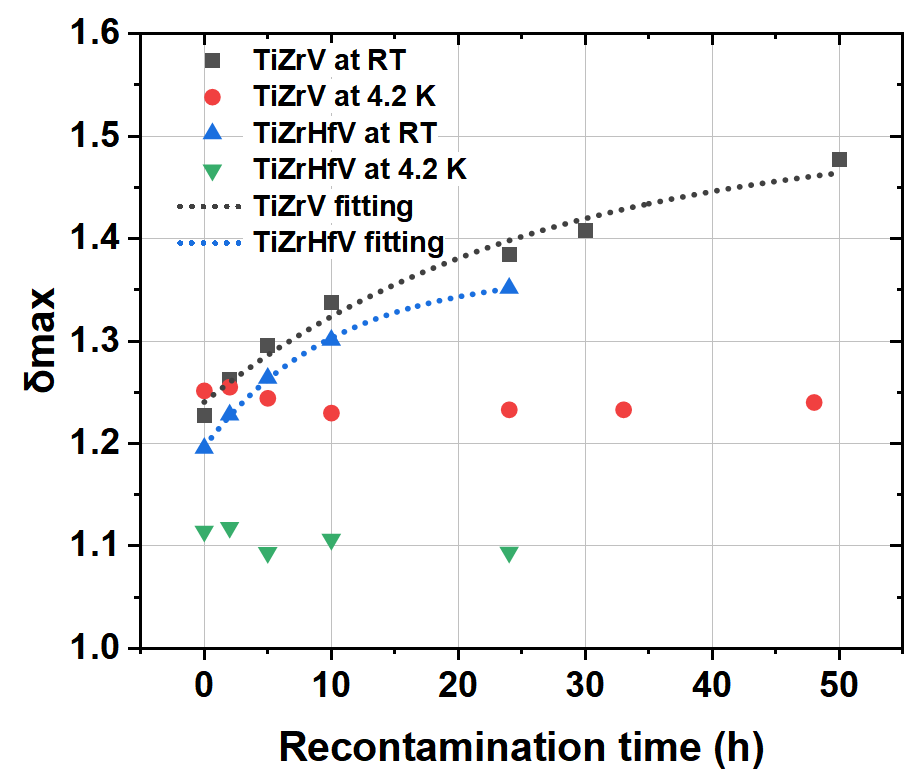 1.6
1.5
1.4
1.3
1.2
1.1
1.0
δmax
TiZrV at RT
TiZrV at 4.2 K
TiZrHfV at RT
TiZrHfV at 4.2 K
TiZrV fitting
TiZrHfV fitting
0 10 20 30 40 50
Recontamination time (h)